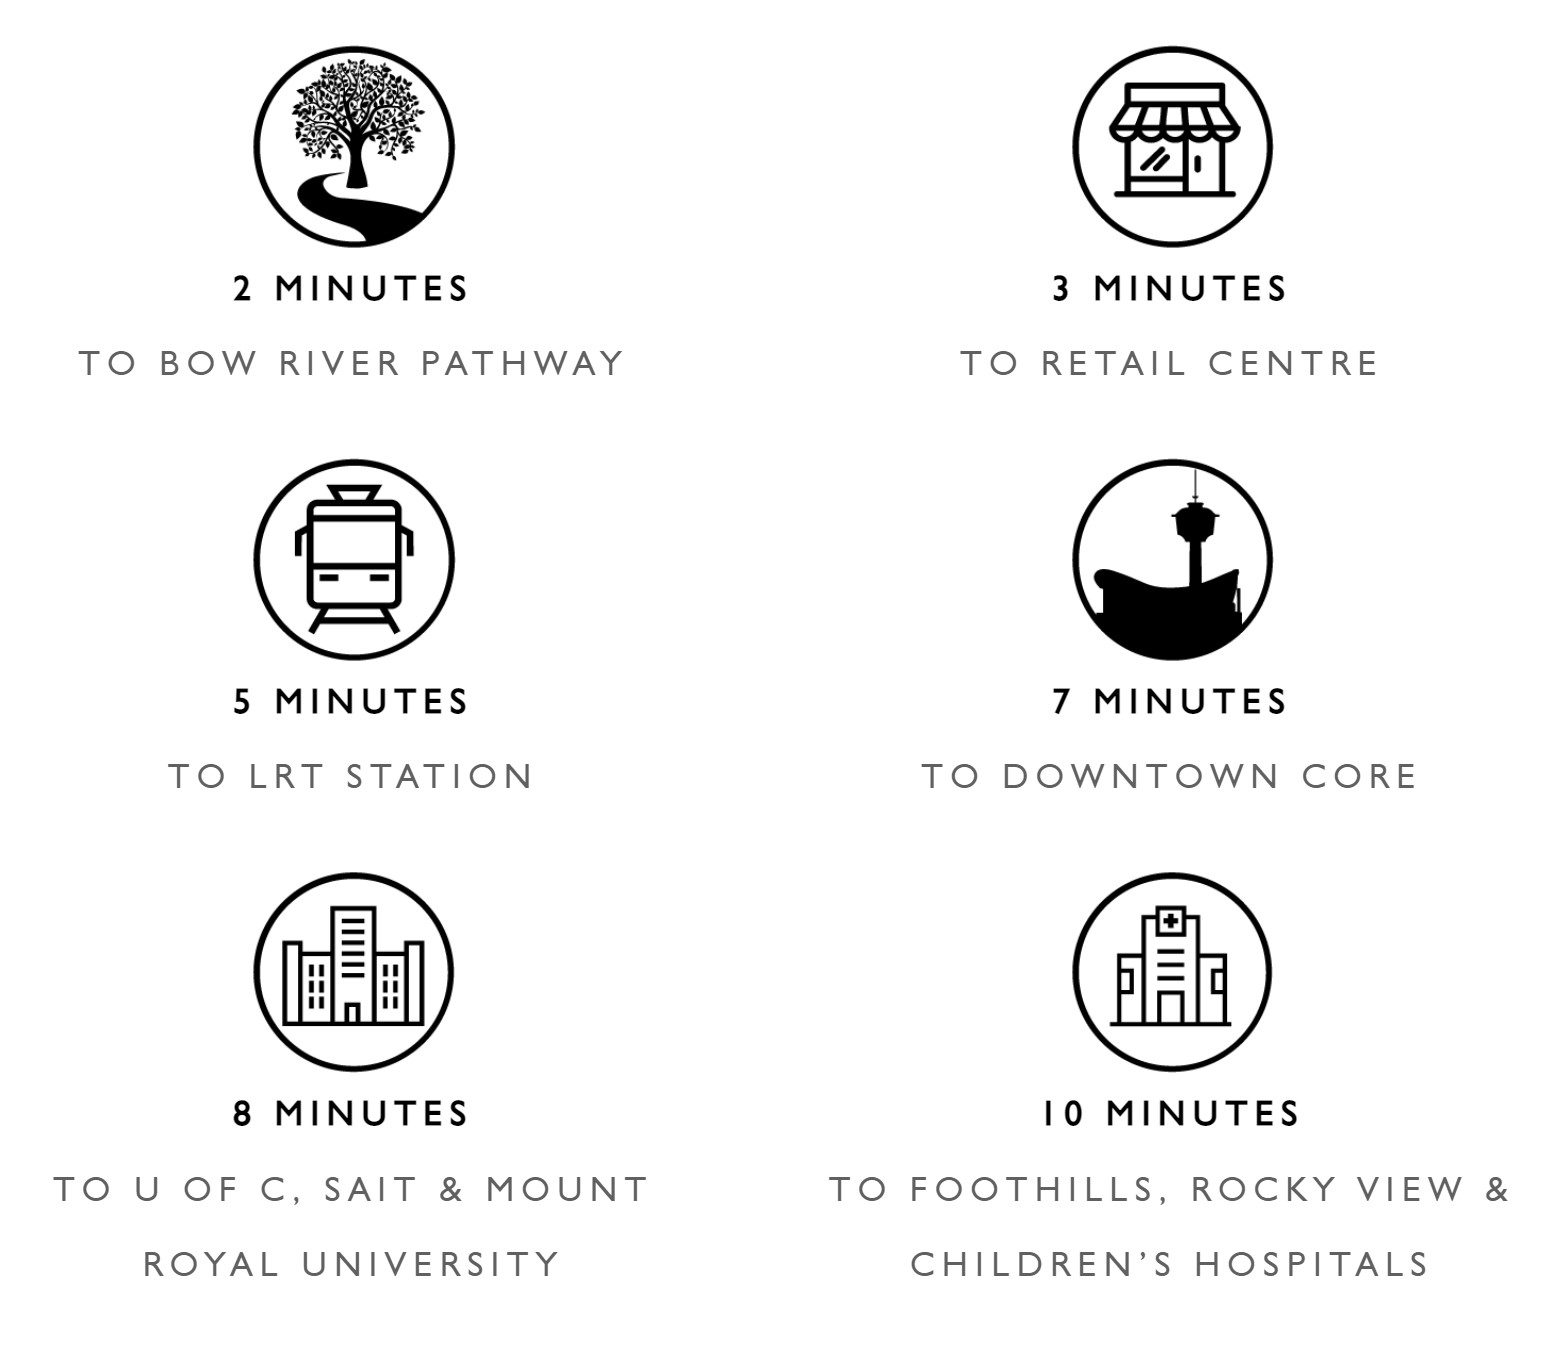 2 MINUTES
TO BOW RIVER PATHWAY
3 MINUTES
TO RETAIL CENTRE
5 MINUTES
TO LRT STATION
7 MINUTES
TO DOWNTOWN CORE
8 MINUTES
TO U OF C, SAIT & MOUNT
ROYAL UNIVERSITY
10 MINUTES
TO FOOTHILLS, ROCKY VIEW &
CHILDREN’S HOSPITALS